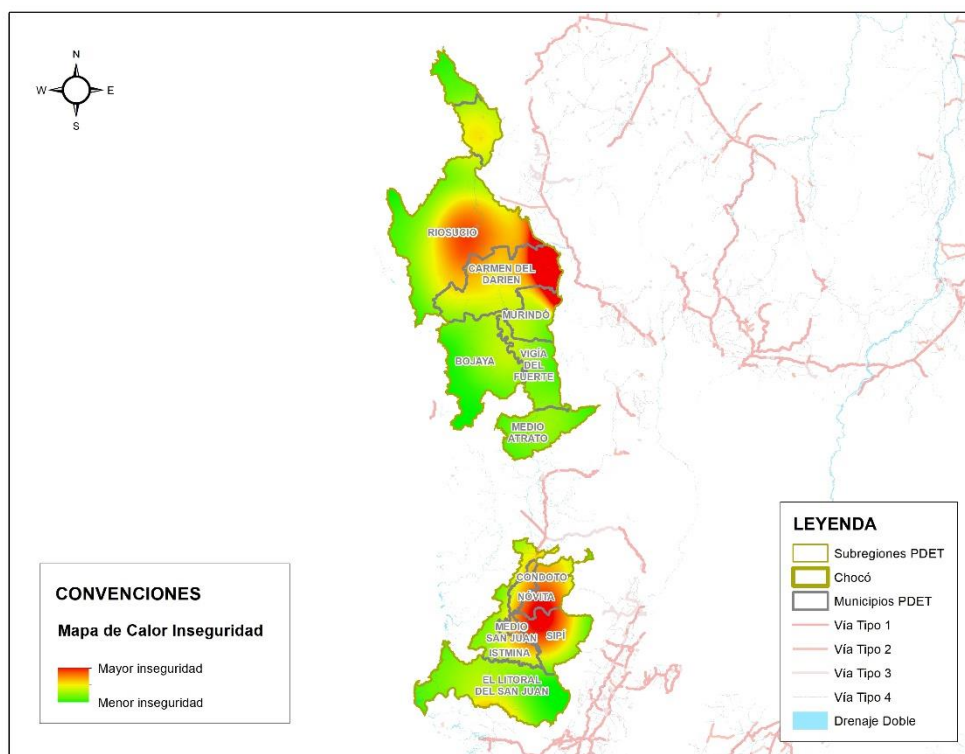 N
W E
S
RIOSUCIO
CARMEN DEL
DARIEN
MURINDÓ
BOJAYA
VIGÍA
DEL
FUERTE
MEDIO
ATRATO
CONDOTO
NÓVITA
MEDIO
SAN JUAN
SIPÍ
ISTMINA
EL LITORAL
DEL SAN JUAN
CONVENCIONES
Mapa de Calor Inseguridad
Mayor inseguridad
Menor inseguridad
LEYENDA
Subregiones PDET
Chocó
Municipios PDET
Vía Tipo 1
Vía Tipo 2
Vía Tipo 3
Vía Tipo 4
Drenaje Doble